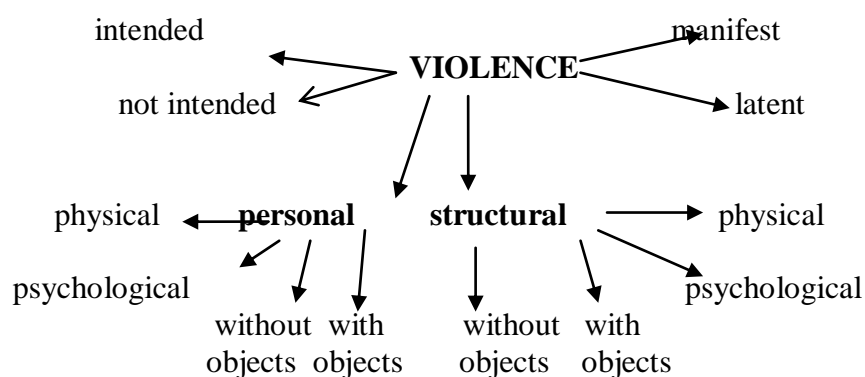 intended
manifest
VIOLENCE
not intended
latent
physical
personal
structural
physical
psychological
psychological
without with
objects objects
without with
objects objects